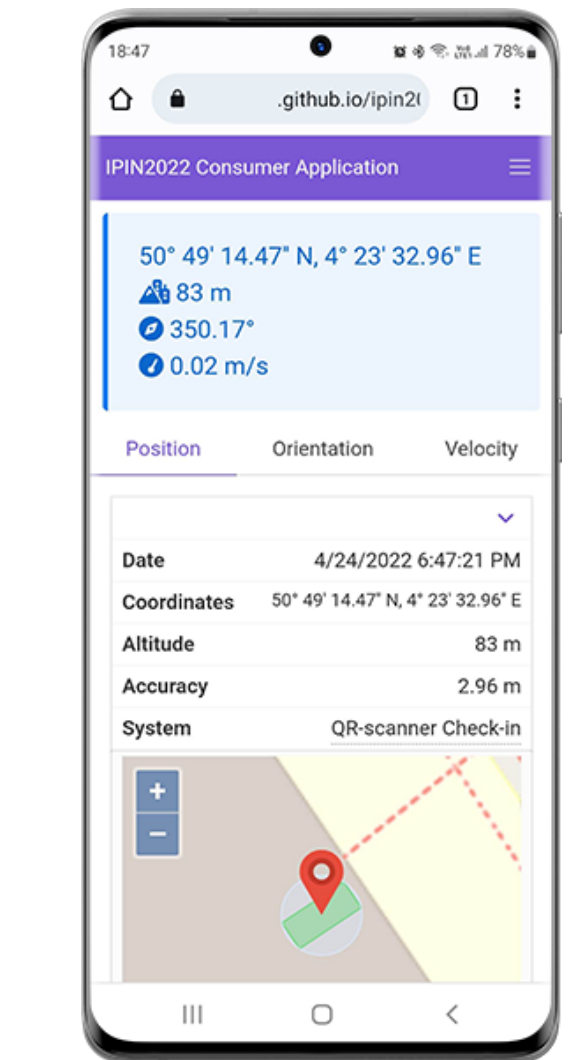 18:47
78%
.github.io/ipin2(
1
IPIN2022 Consumer Application
50° 49' 14.47" N, 4° 23' 32.96" E
83 m
350.17°
0.02 m/s
Position Orientation Velocity
Date 4/24/2022 6:47:21 PM
Coordinates 50° 49' 14.47" N, 4° 23' 32.96" E
Altitude 83 m
Accuracy 2.96 m
System QR-scanner Check-in
+
−